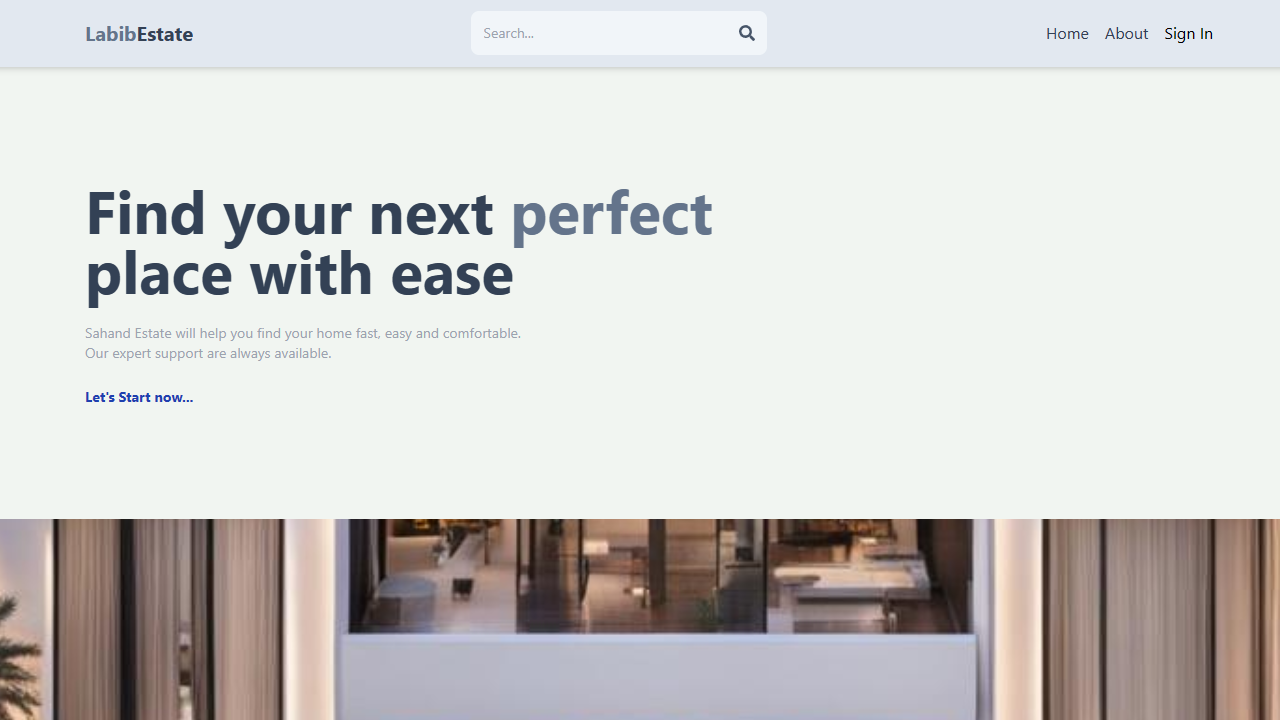 LabibEstate
Search...
Home About Sign In
Find your next perfect
place with ease
Sahand Estate will help you find your home fast, easy and comfortable.
Our expert support are always available.
Let's Start now...